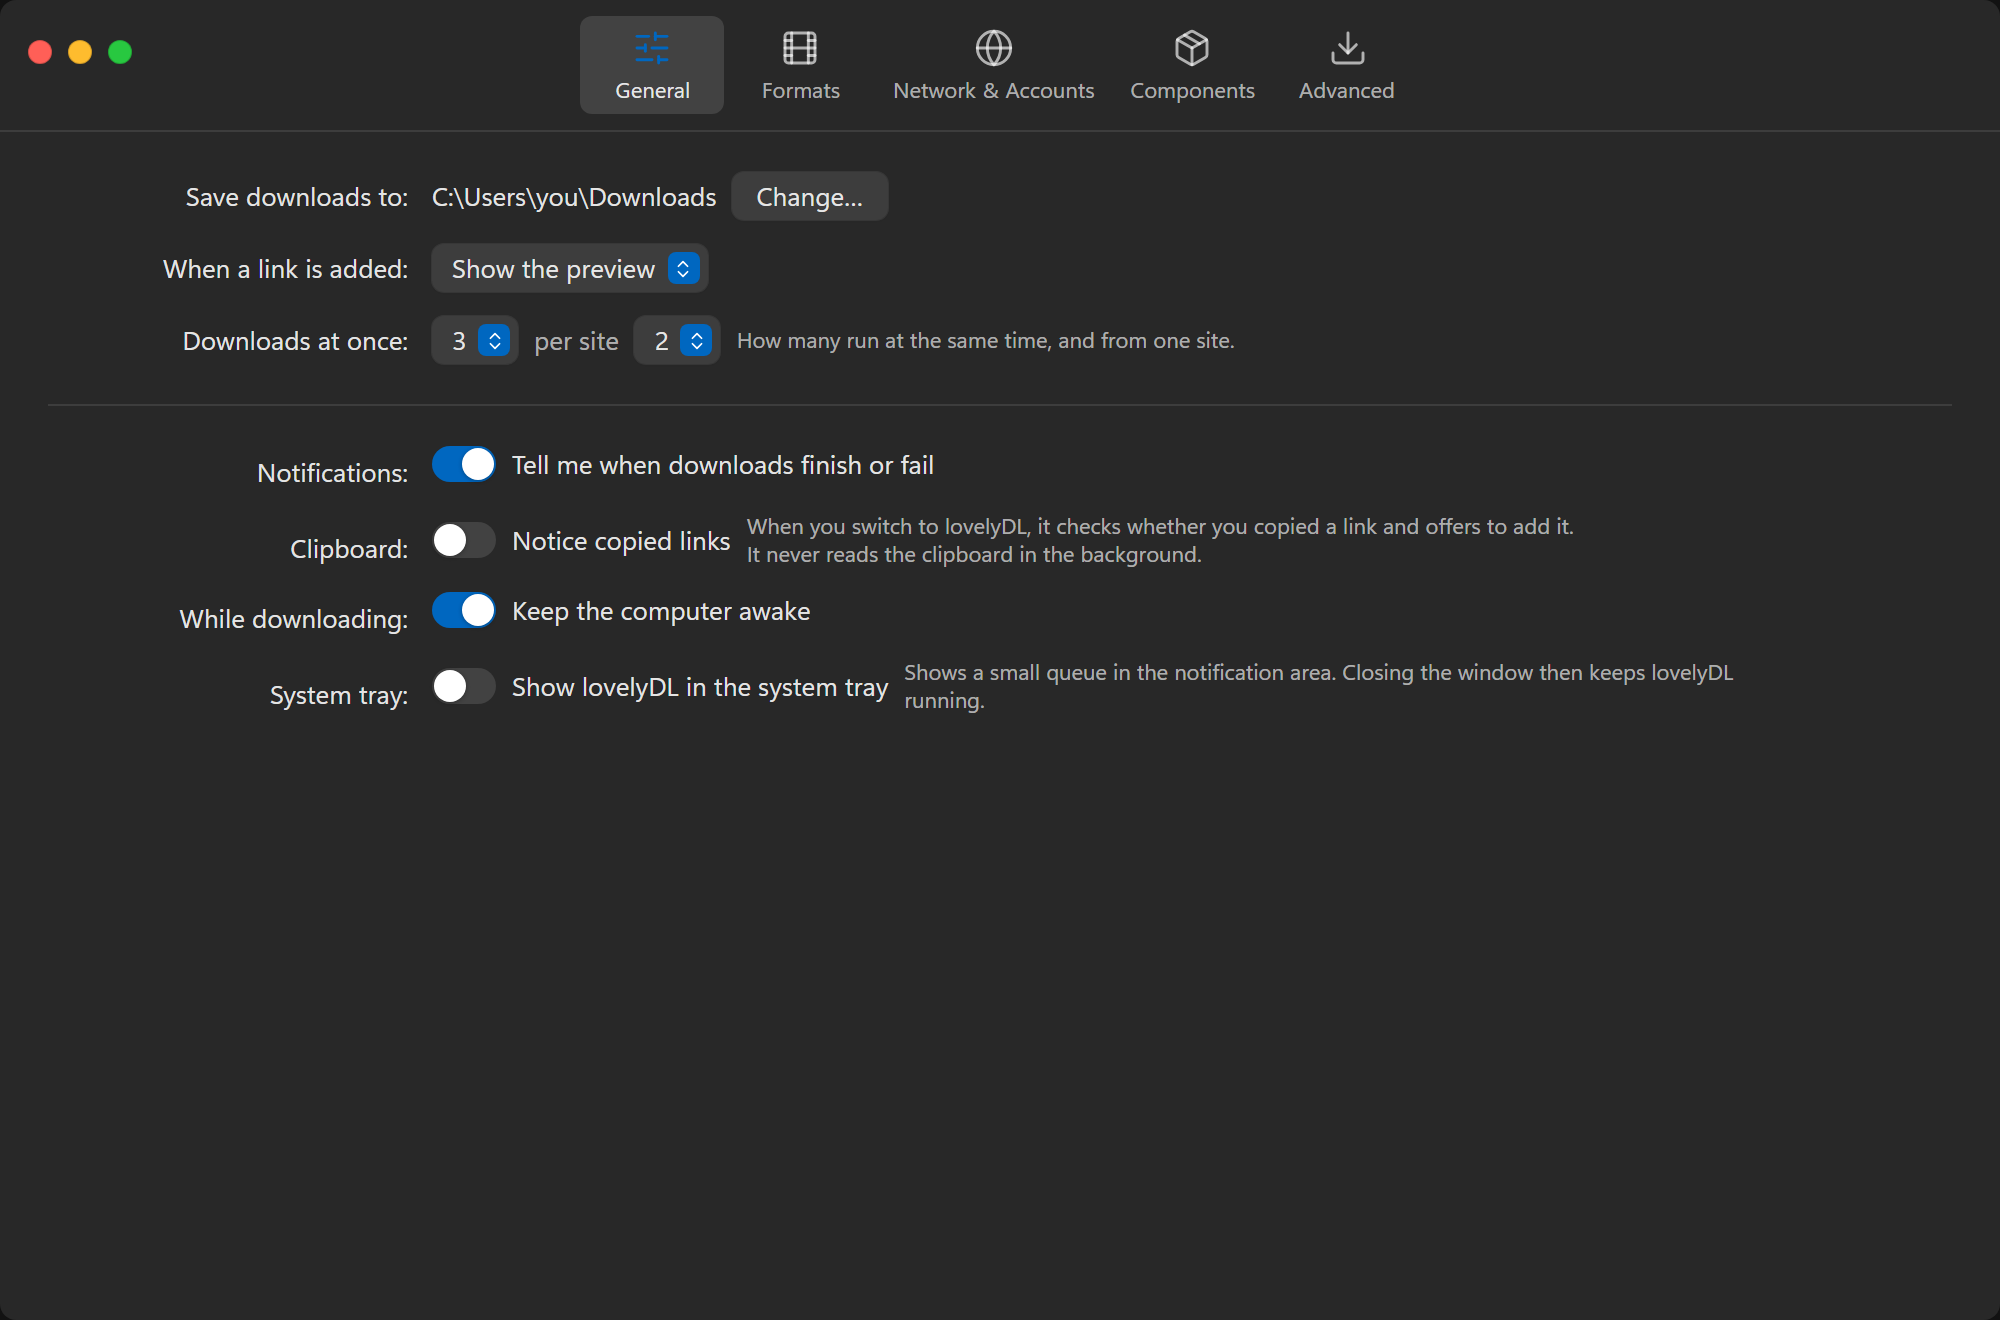 General
Formats
Network & Accounts
Components
Advanced
Save downloads to: C:\Users\you\Downloads Change...
When a link is added: Show the preview
Downloads at once: 3 per site 2 How many run at the same time, and from one site.
Notifications: Tell me when downloads finish or fail
Clipboard: Notice copied links When you switch to lovelyDL, it checks whether you copied a link and offers to add it.
It never reads the clipboard in the background.
While downloading: Keep the computer awake
System tray: Show lovelyDL in the system tray Shows a small queue in the notification area. Closing the window then keeps lovelyDL
running.